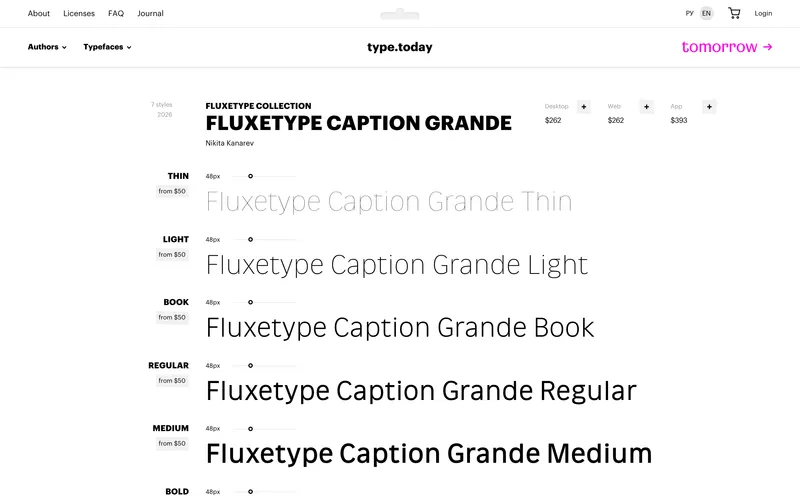 About Licenses FAQ Journal РУ EN Login
Authors Typefaces type.today tomorrow →
7 styles
2026
FLUXETYPE COLLECTION
FLUXETYPE CAPTION GRANDE
Nikita Kanarev
Desktop + Web + App +
$262 $262 $393
THIN 48px
from $50
Fluxetype Caption Grande Thin
LIGHT 48px
from $50
Fluxetype Caption Grande Light
BOOK 48px
from $50
Fluxetype Caption Grande Book
REGULAR 48px
from $50
Fluxetype Caption Grande Regular
MEDIUM 48px
from $50
Fluxetype Caption Grande Medium
BOLD 48px